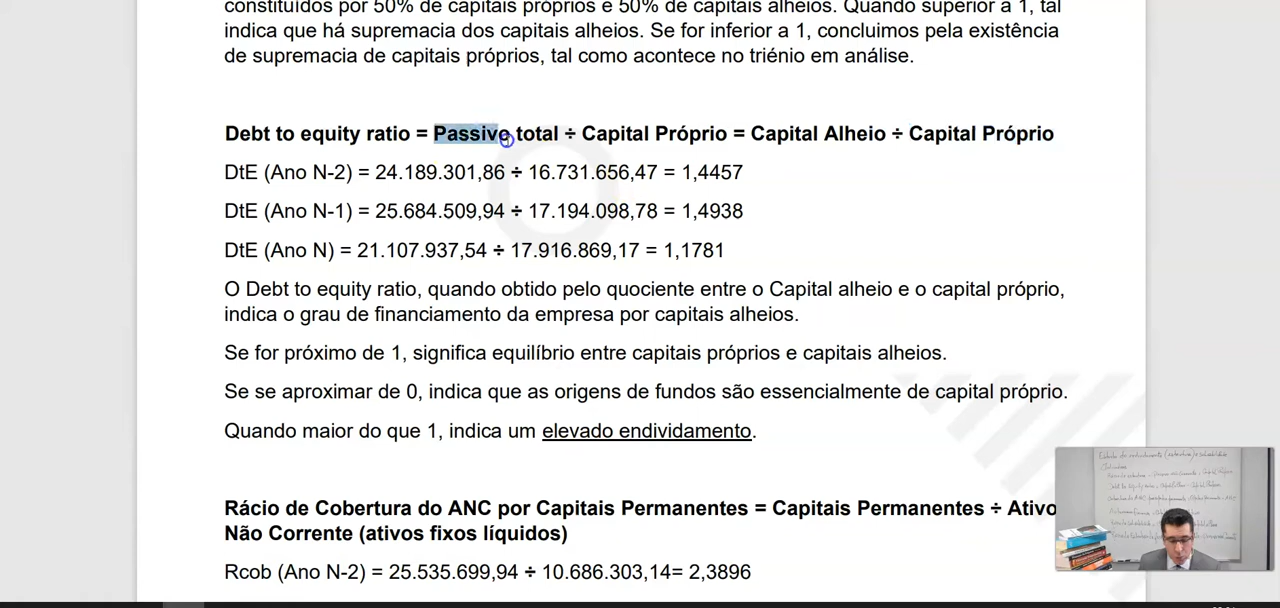 constituídos por 50% de capitais próprios e 50% de capitais alheios. Quando superior a 1, tal
indica que há supremacia dos capitais alheios. Se for inferior a 1, concluimos pela existência
de supremacia de capitais próprios, tal como acontece no triénio em análise.
Debt to equity ratio = Passive total ÷ Capital Próprio = Capital Alheio ÷ Capital Próprio
DtE (Ano N-2) = 24.189.301,86 ÷ 16.731.656,47 = 1,4457
DtE (Ano N-1) = 25.684.509,94 ÷ 17.194.098,78 = 1,4938
DtE (Ano N) = 21.107.937,54 ÷ 17.916.869,17 = 1,1781
O Debt to equity ratio, quando obtido pelo quociente entre o Capital alheio e o capital próprio,
indica o grau de financiamento da empresa por capitais alheios.
Se for próximo de 1, significa equilíbrio entre capitais próprios e capitais alheios.
Se se aproximar de 0, indica que as origens de fundos são essencialmente de capital próprio.
Quando maior do que 1, indica um elevado endividamento.
Rácio de Cobertura do ANC por Capitais Permanentes = Capitais Permanentes ÷ Ativo
Não Corrente (ativos fixos líquidos)
Rcob (Ano N-2) = 25.535.699,94 ÷ 10.686.303,14= 2,3896